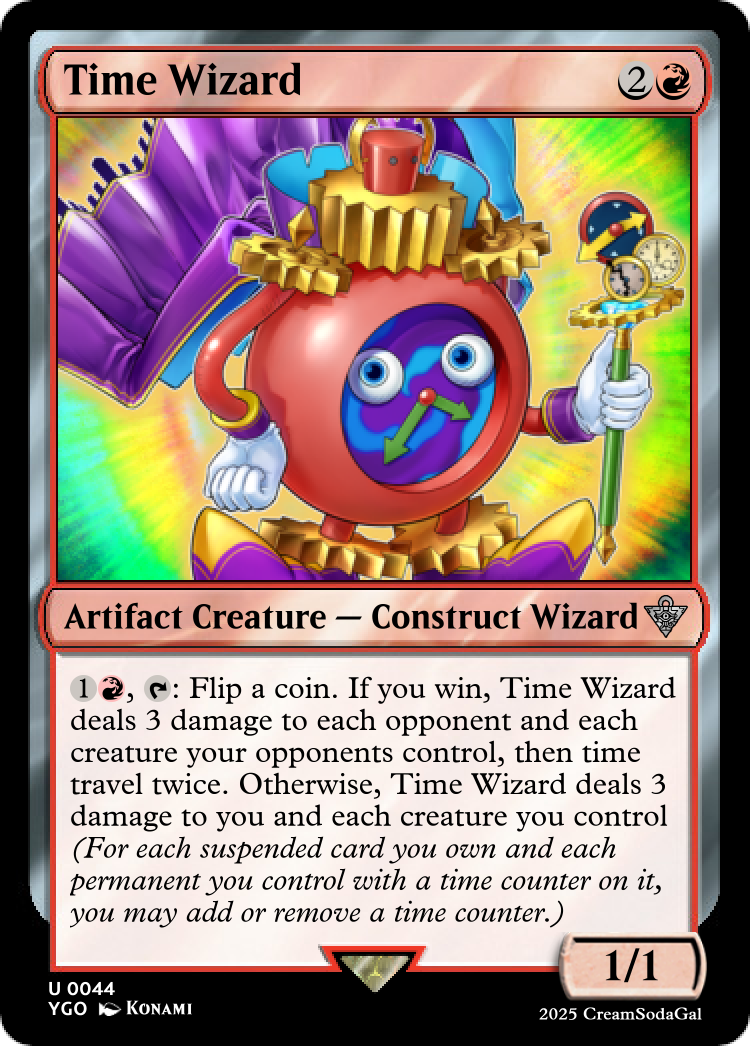 Time Wizard 2
Artifact Creature — Construct Wizard
1, : Flip a coin. If you win, Time Wizard
deals 3 damage to each opponent and each
creature your opponents control, then time
travel twice. Otherwise, Time Wizard deals 3
damage to you and each creature you control
(For each suspended card you own and each
permanent you control with a time counter on it,
you may add or remove a time counter.)
1/1
U 0044
YGO KONAMI
2025 CreamSodaGal